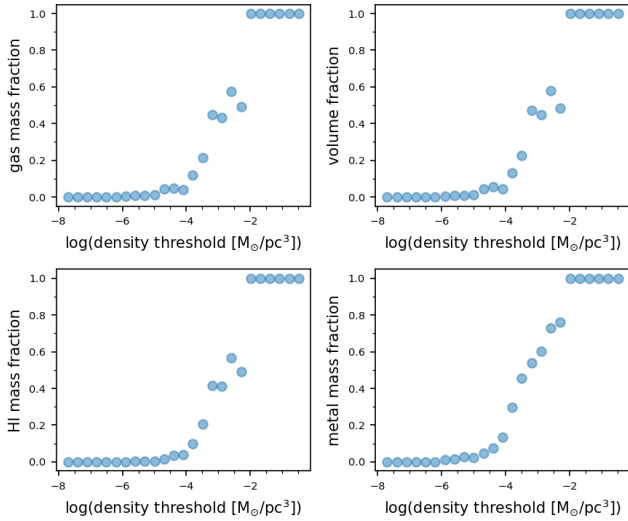 1.0
0.8
0.6
0.4
0.2
0.0
gas mass fraction
−8 −6 −4 −2
log(density threshold [M⊙/pc³])
1.0
0.8
0.6
0.4
0.2
0.0
volume fraction
−8 −6 −4 −2
log(density threshold [M⊙/pc³])
1.0
0.8
0.6
0.4
0.2
0.0
HI mass fraction
−8 −6 −4 −2
log(density threshold [M⊙/pc³])
1.0
0.8
0.6
0.4
0.2
0.0
metal mass fraction
−8 −6 −4 −2
log(density threshold [M⊙/pc³])